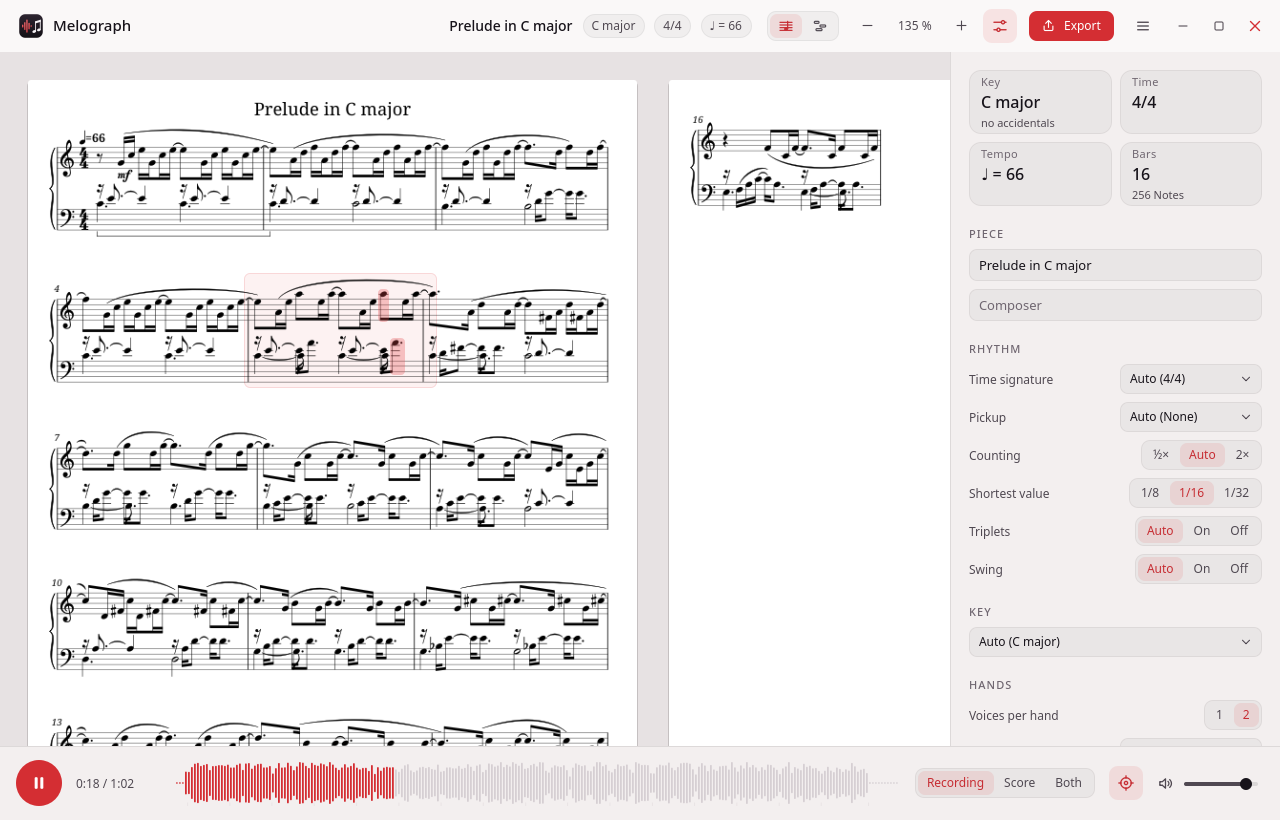 Melograph
Prelude in C major
C major
4/4
♩ = 66
135 %
Export
Prelude in C major
♩=66
mf
4
7
10
13
16
Key
C major
no accidentals
Time
4/4
Tempo
♩ = 66
Bars
16
256 Notes
PIECE
Prelude in C major
Composer
RHYTHM
Time signature
Auto (4/4)
Pickup
Auto (None)
Counting
½× Auto 2×
Shortest value
1/8 1/16 1/32
Triplets
Auto On Off
Swing
Auto On Off
KEY
Auto (C major)
HANDS
Voices per hand
1 2
0:18 / 1:02
Recording Score Both